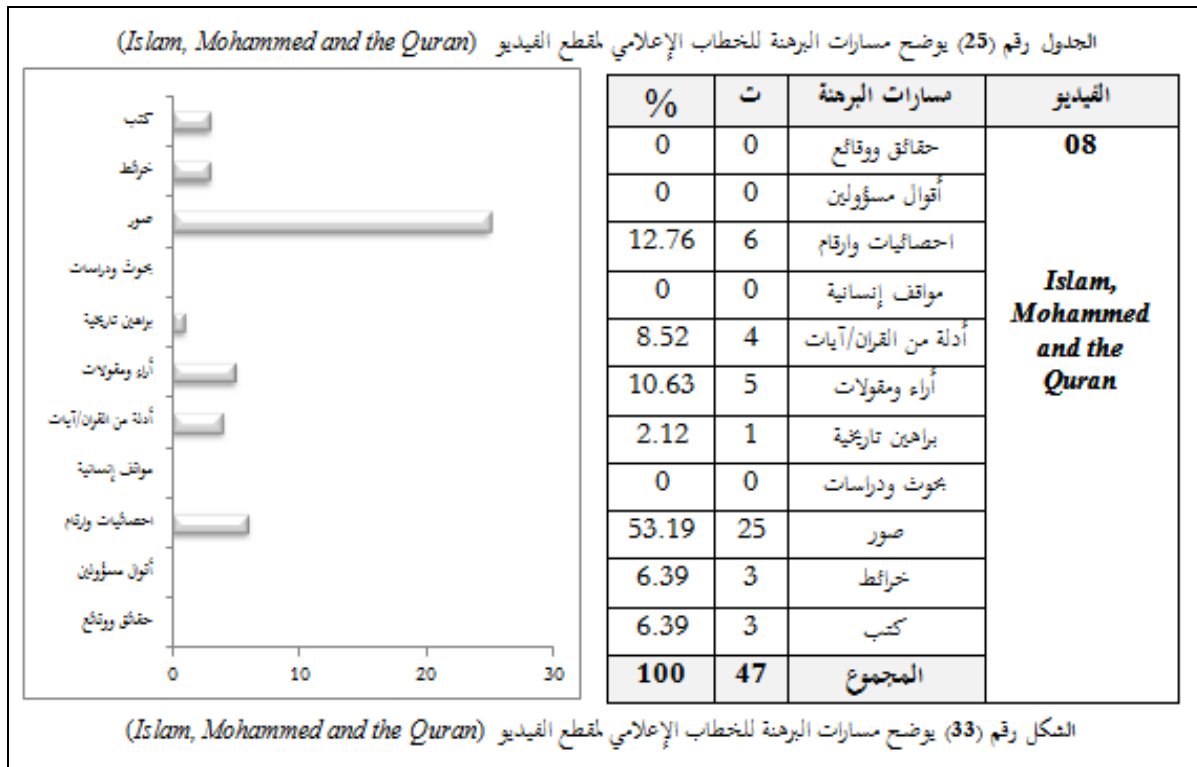 الجدول رقم (25) يوضح مسارات البرهنة للخطاب الإعلامي لمقطع الفيديو (Islam, Mohammed and the Quran)
الفيديو مسارات البرهنة ت %
08 حقائق ووقائع 0 0
أقوال مسؤولين 0 0
احصائيات وارقام 6 12.76
Islam,
Mohammed
and the
Quran
مواقف إنسانية 0 0
أدلة من القران/آيات 4 8.52
أراء ومقولات 5 10.63
براهين تاريخية 1 2.12
بحوث ودراسات 0 0
صور 25 53.19
خرائط 3 6.39
كتب 3 6.39
المجموع 47 100
كتب
خرائط
صور
بحوث ودراسات
براهين تاريخية
أراء ومقولات
أدلة من القران/آيات
مواقف إنسانية
احصائيات وارقام
أقوال مسؤولين
حقائق ووقائع
0 10 20 30
الشكل رقم (33) يوضح مسارات البرهنة للخطاب الإعلامي لمقطع الفيديو (Islam, Mohammed and the Quran)